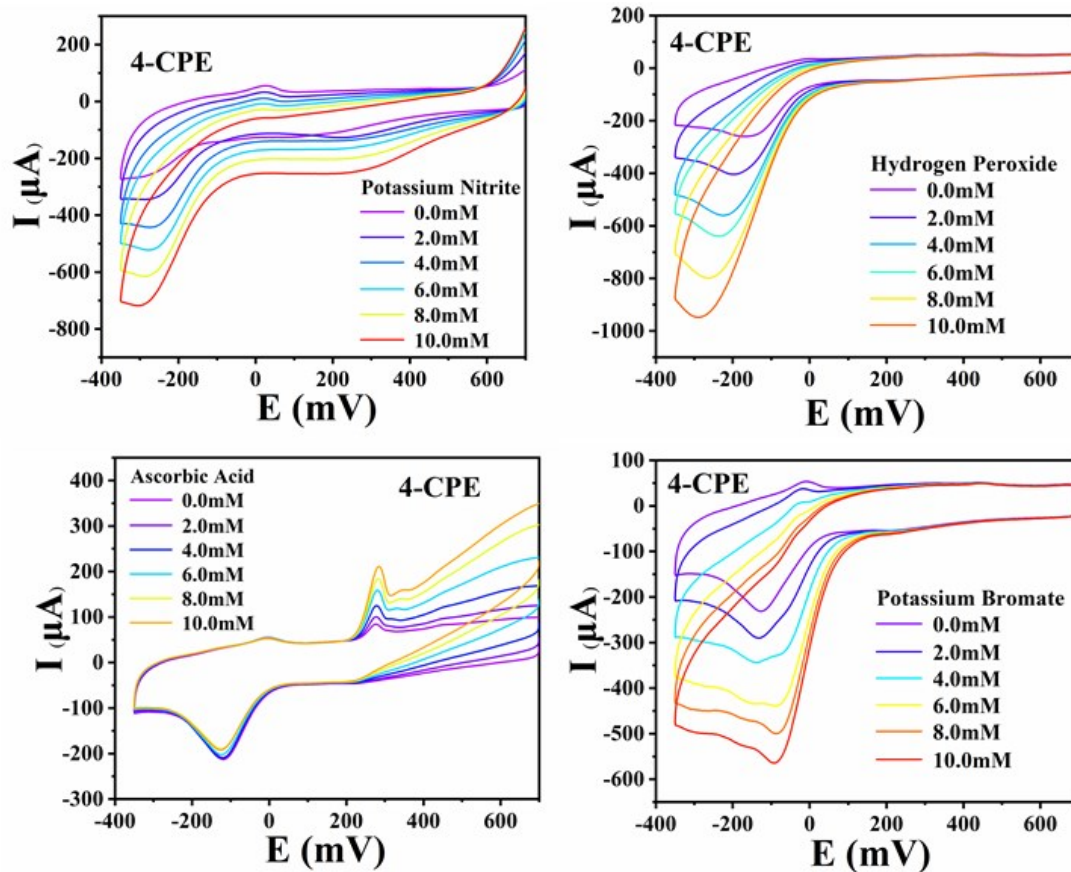 4-CPE
200
0
-200
-400
-600
-800
I (μA)
Potassium Nitrite
0.0mM
2.0mM
4.0mM
6.0mM
8.0mM
10.0mM
-400
-200
0
200
400
600
E (mV)
4-CPE
200
0
-200
-400
-600
-800
-1000
I (μA)
Hydrogen Peroxide
0.0mM
2.0mM
4.0mM
6.0mM
8.0mM
10.0mM
-400
-200
0
200
400
600
E (mV)
Ascorbic Acid
0.0mM
2.0mM
4.0mM
6.0mM
8.0mM
10.0mM
4-CPE
400
300
200
100
0
-100
-200
-300
I (μA)
-400
-200
0
200
400
600
E (mV)
4-CPE
100
0
-100
-200
-300
-400
-500
-600
I (μA)
Potassium Bromate
0.0mM
2.0mM
4.0mM
6.0mM
8.0mM
10.0mM
-400
-200
0
200
400
600
E (mV)